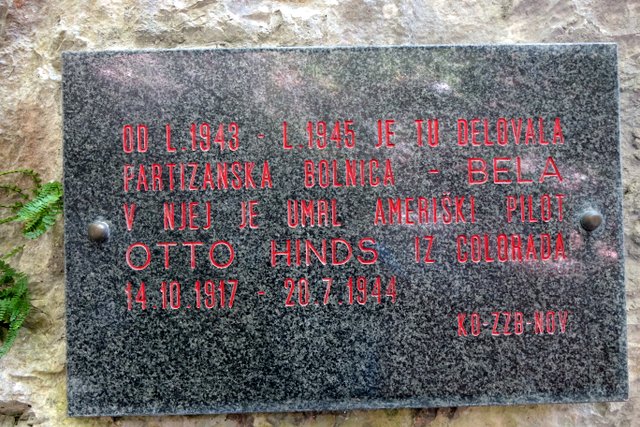 OD L.1943 - L.1945 JE TU DELOVALA
PARTIZANSKA BOLNICA - BELA
V NJEJ JE UMRL AMERIŠKI PILOT
OTTO HINDS IZ COLORADA
14.10.1917 - 20.7.1944
KO-ZZB-NOV